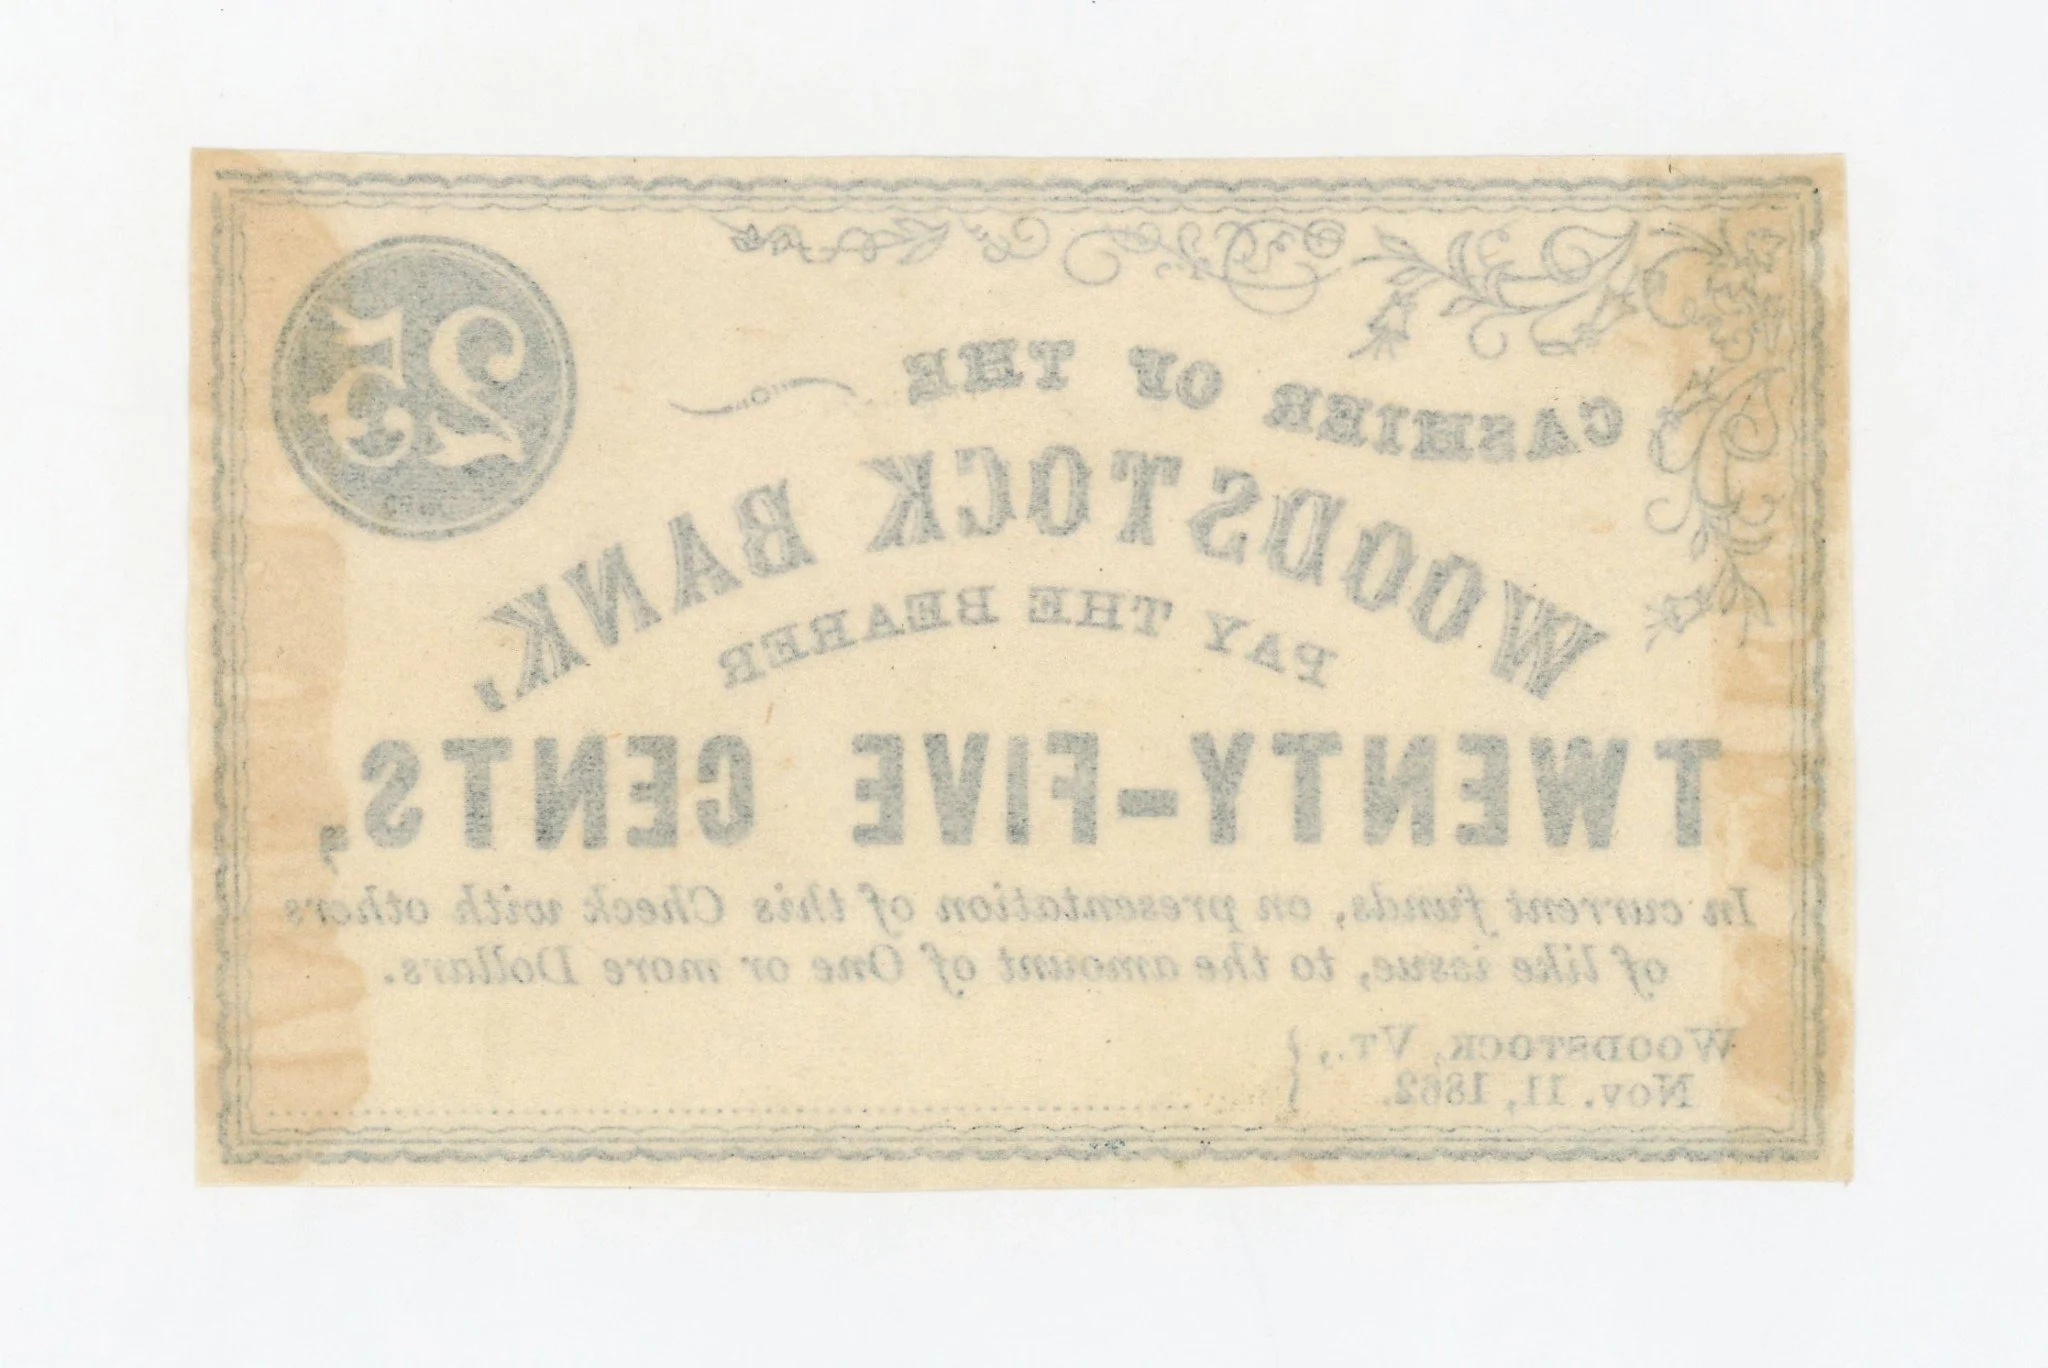 CASHIER OF THE
25
WOODSTOCK BANK,
PAY THE BEARER
TWENTY-FIVE CENTS,
In current funds, on presentation of this Check with others
of like issue, to the amount of One or more Dollars.
WOODSTOCK, VT.,
Nov. 11, 1862.